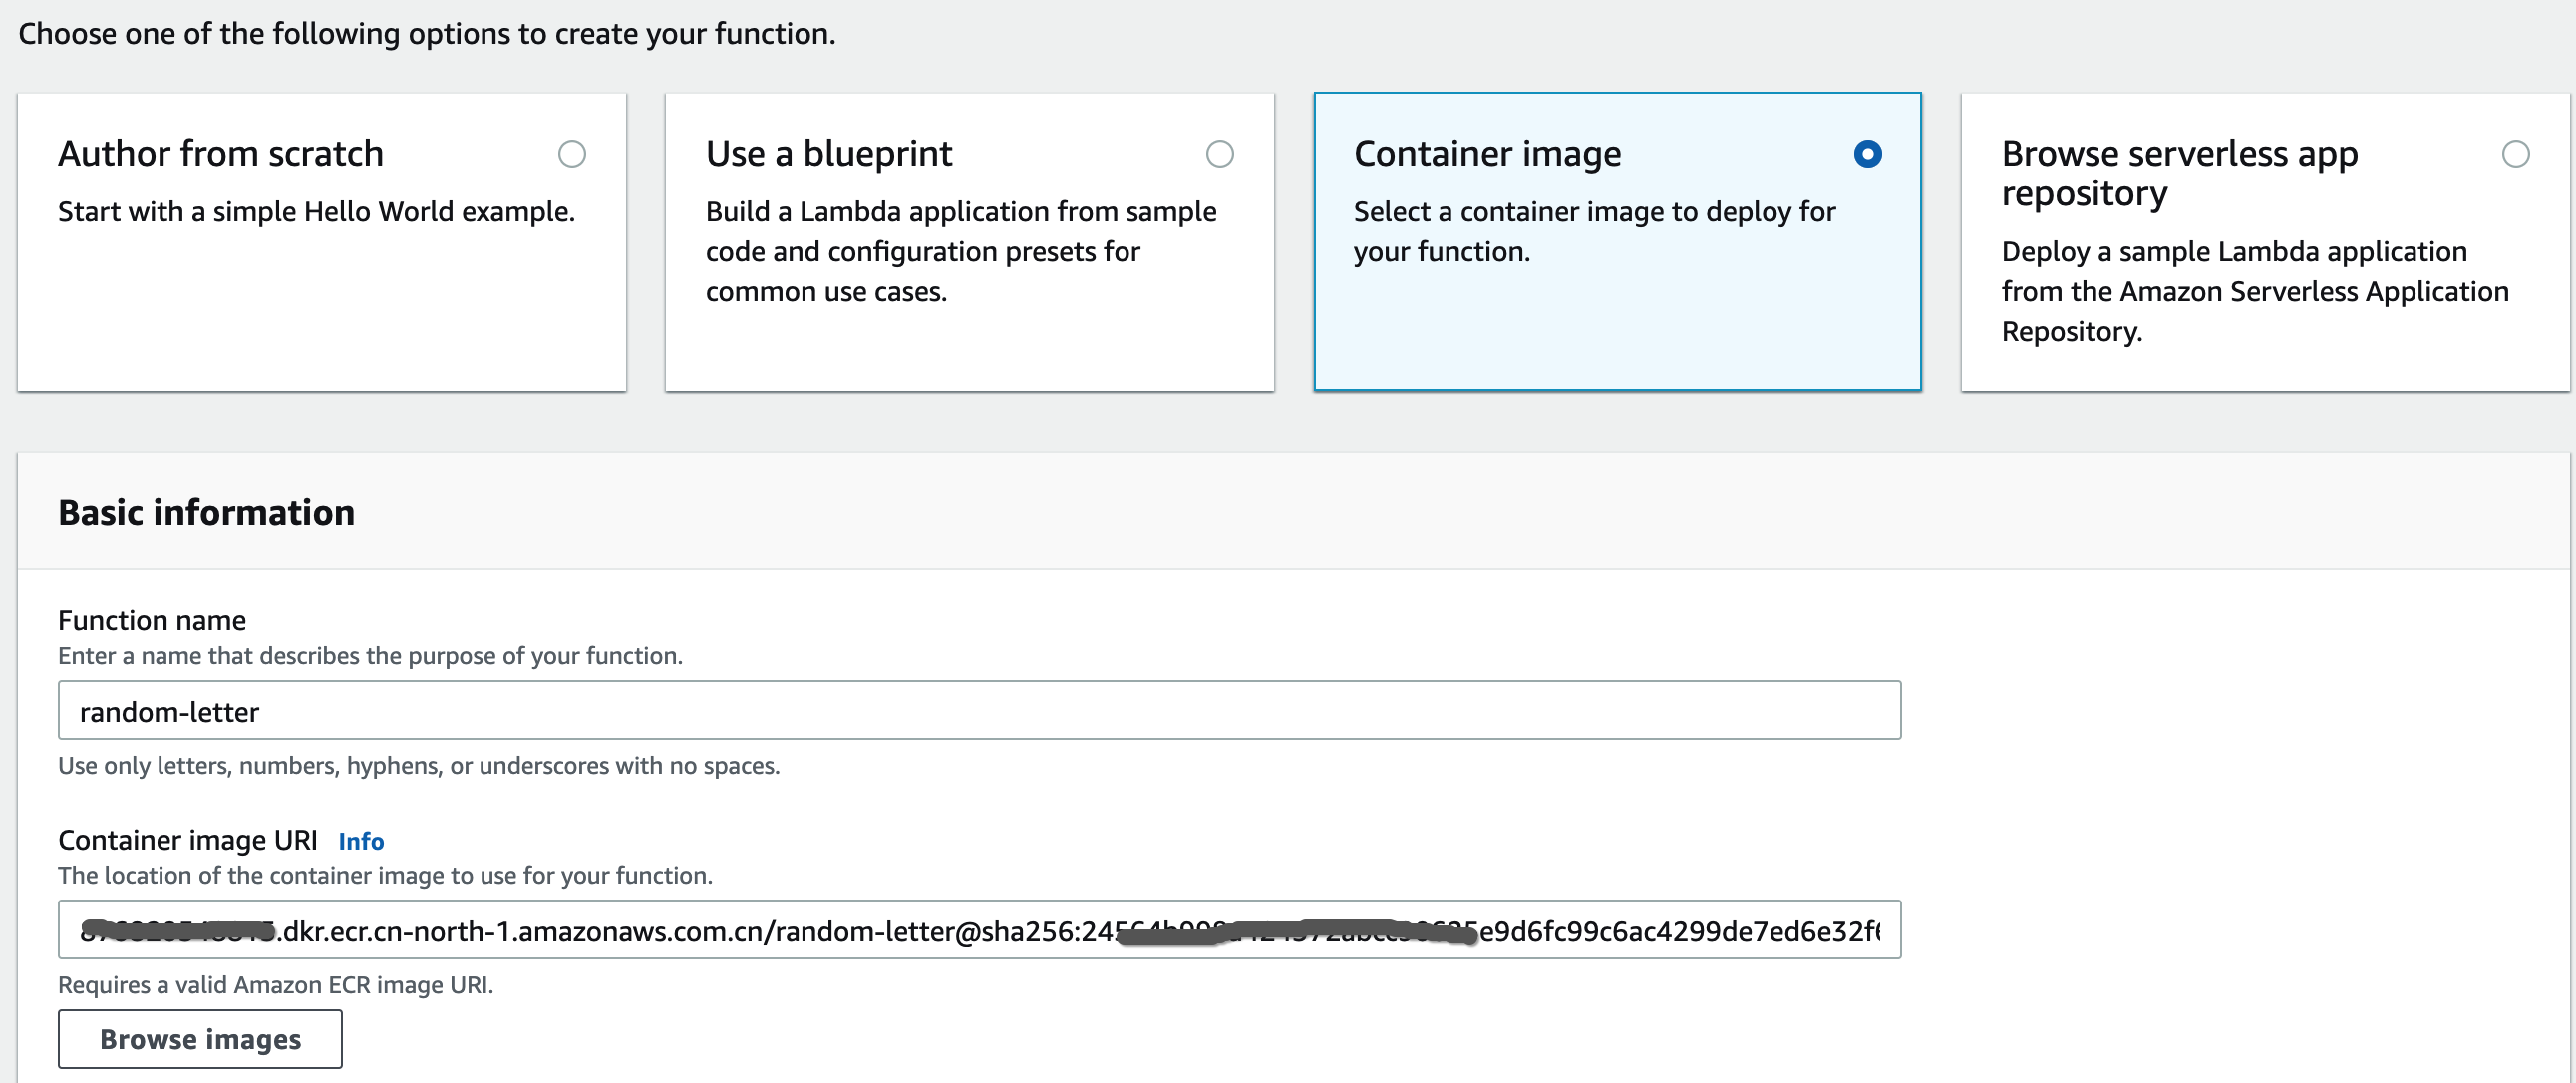 Choose one of the following options to create your function.
Author from scratch
Start with a simple Hello World example.
Use a blueprint
Build a Lambda application from sample
code and configuration presets for
common use cases.
Container image
Select a container image to deploy for
your function.
Browse serverless app
repository
Deploy a sample Lambda application
from the Amazon Serverless Application
Repository.
Basic information
Function name
Enter a name that describes the purpose of your function.
random-letter
Use only letters, numbers, hyphens, or underscores with no spaces.
Container image URI Info
The location of the container image to use for your function.
.dkr.ecr.cn-north-1.amazonaws.com.cn/random-letter@sha256:24 e9d6fc99c6ac4299de7ed6e32f
Requires a valid Amazon ECR image URI.
Browse images